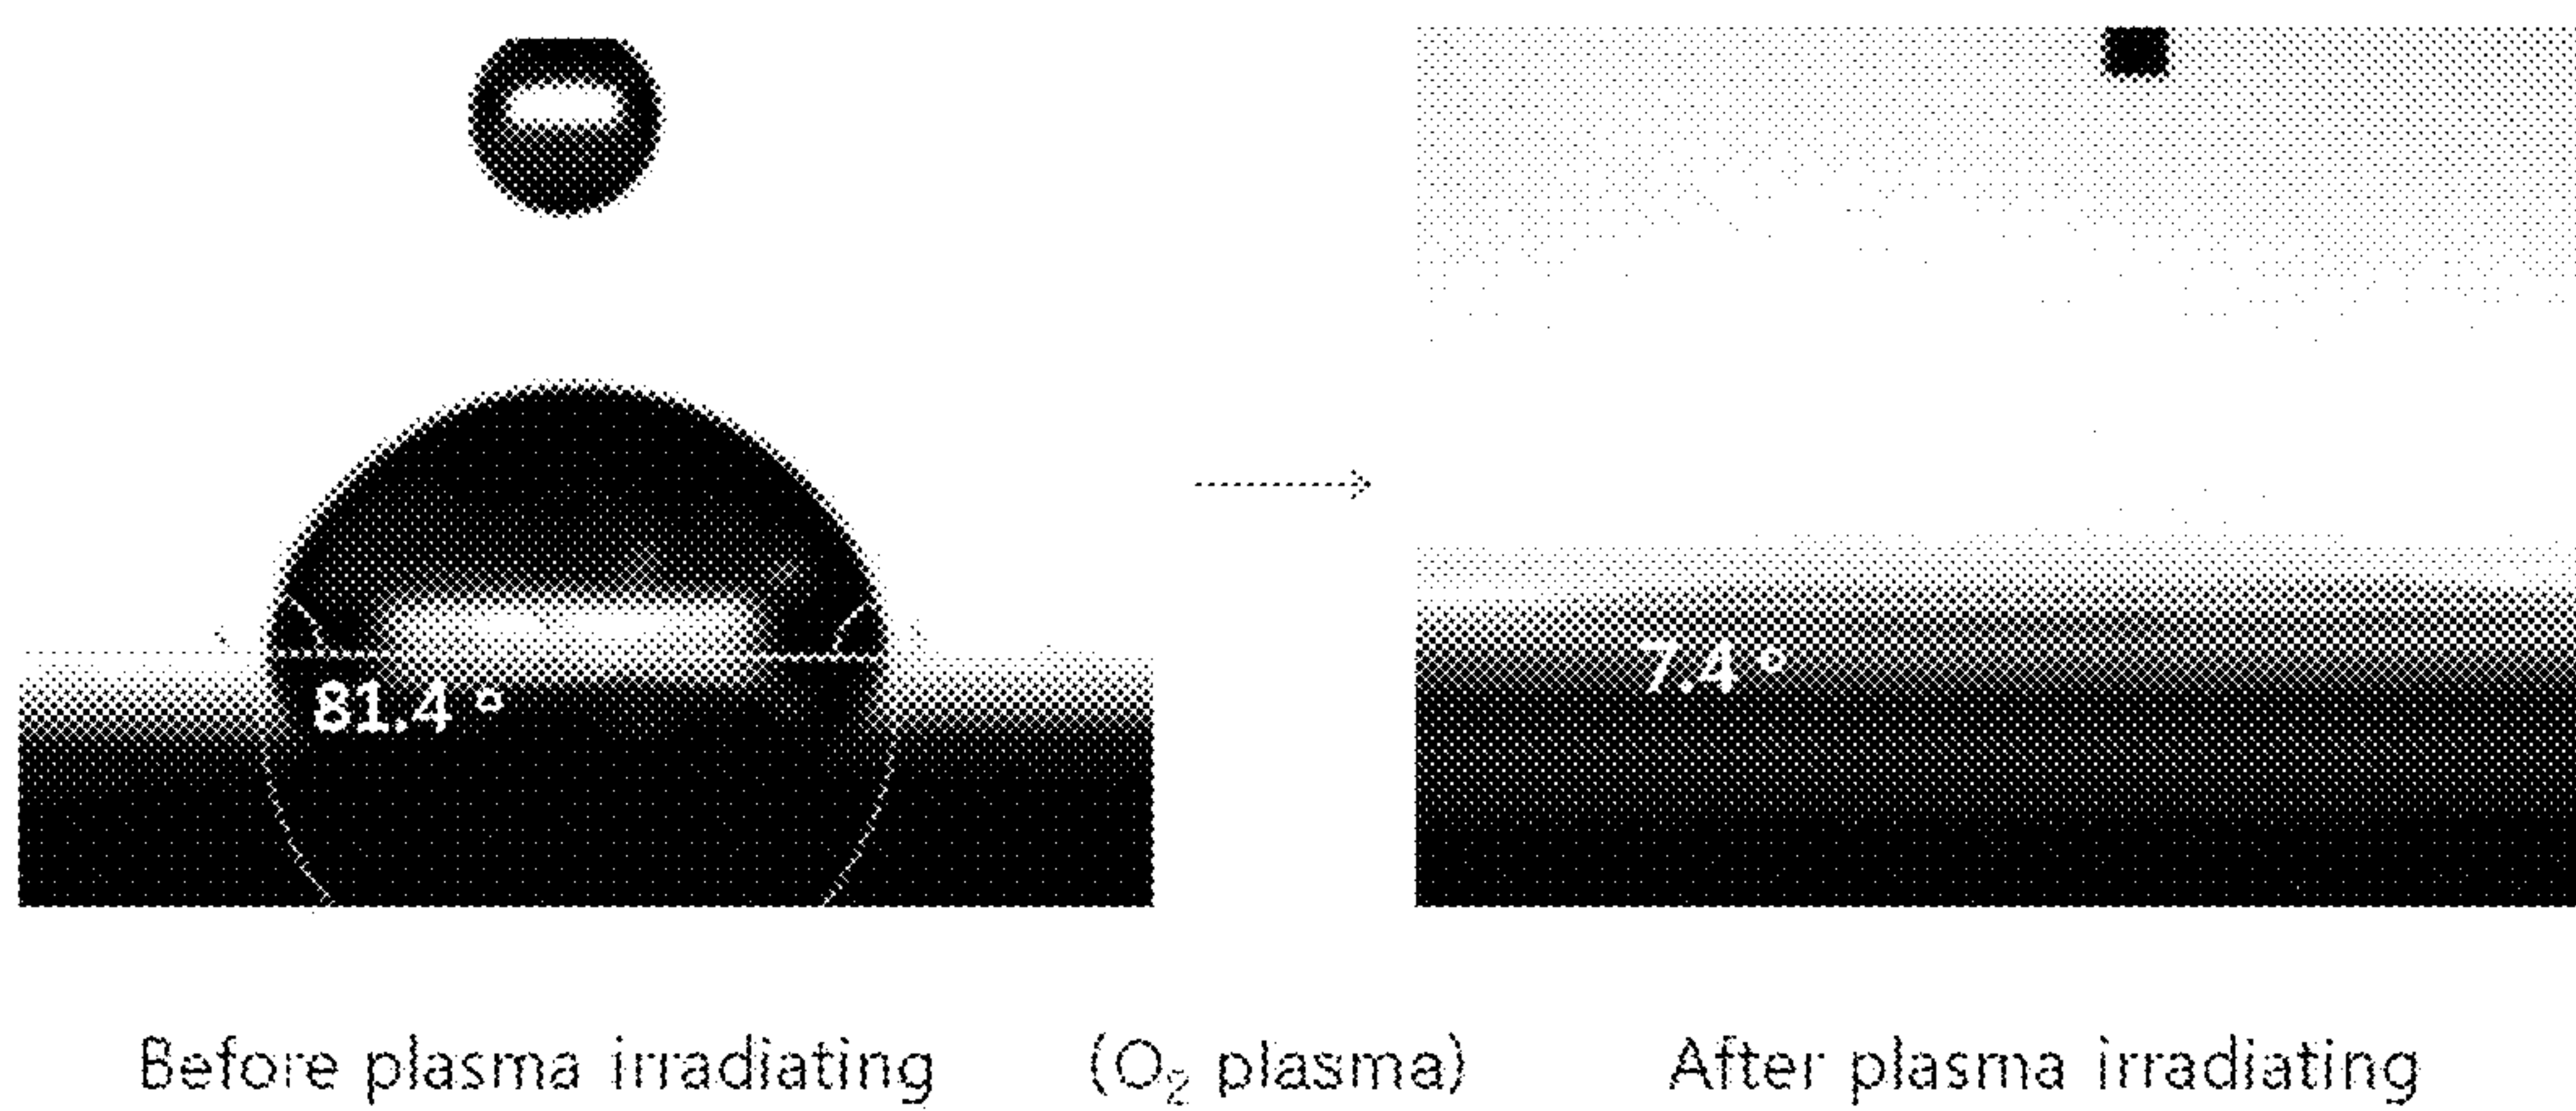 81.4 °
7.4 °
Before plasma irradiating
(O₂ plasma)
After plasma irradiating